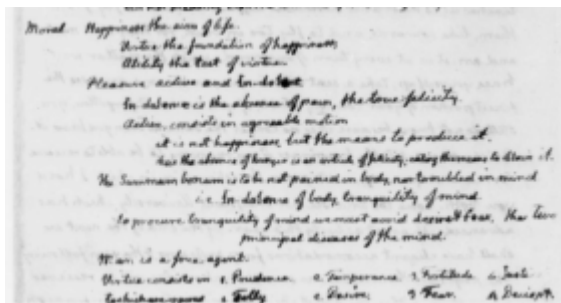 Moral. Happiness the aim of life.
Virtue the foundation of happiness,
Utility the test of virtue.
Pleasure active and Indolent.
In dolence is the absence of pain, the true felicity
Active, consists in agreeable motion
it is not happiness, but the means to produce it.
the absence of hunger is an article of felicity, eating the means to obtain it.
The Summum bonum is to be not pained in body, nor troubled in mind
i.e. In dolence of body, tranquility of mind
to procure tranquility of mind we must avoid desire & fear, the two
principal diseases of the mind.
Man is a free agent.
Virtue consists in 1. Prudence 2. Temperance 3. Fortitude 4. Justice
1. Folly 2. Desire 3. Fear 4. Deceipt